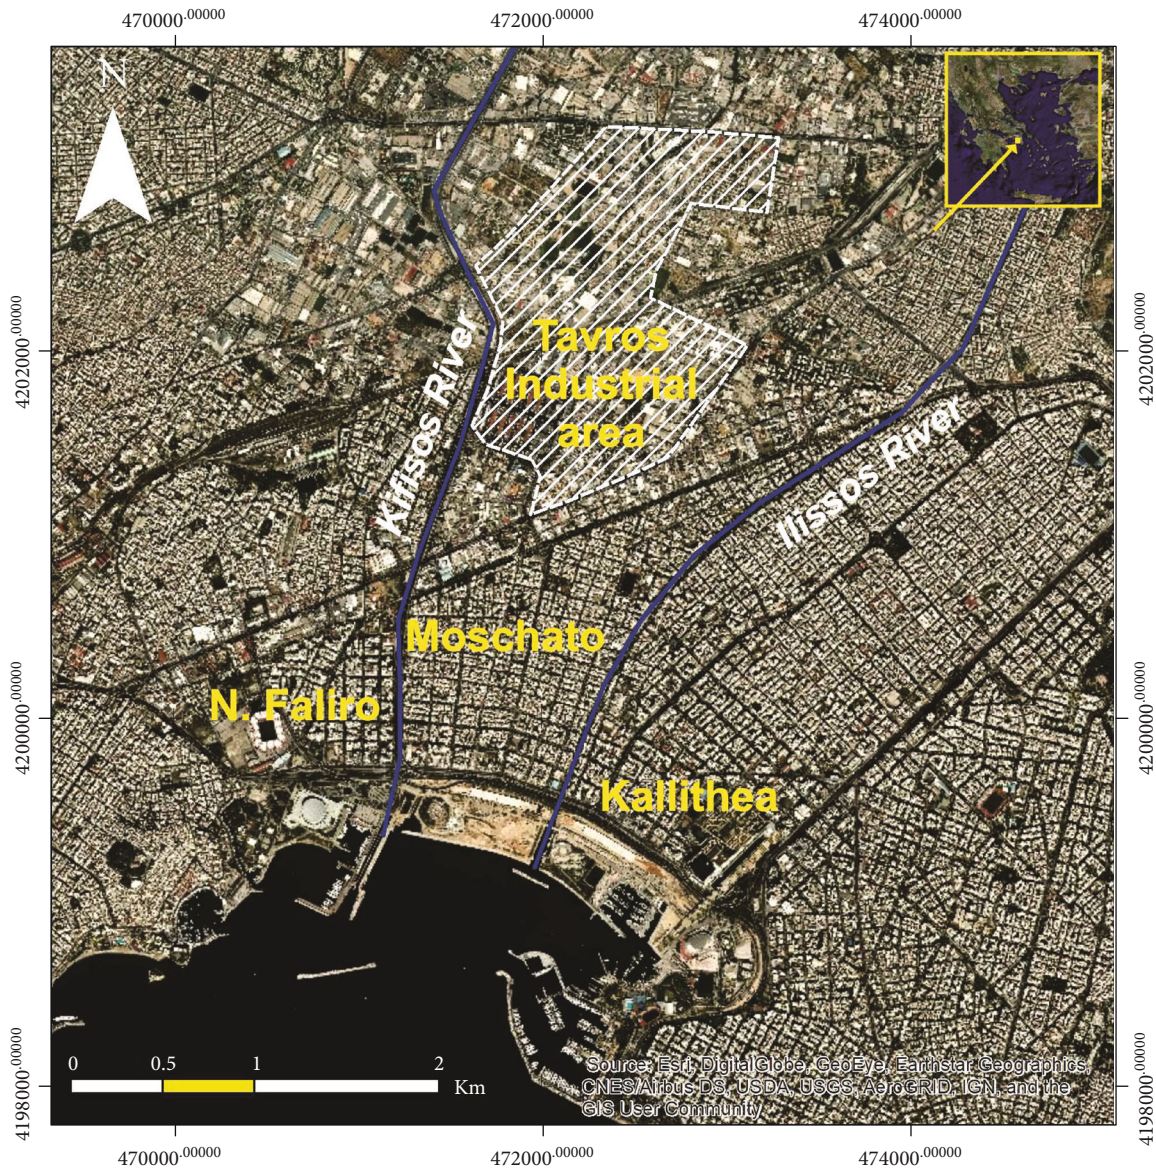 470000.00000
472000.00000
474000.00000
N
4202000.00000
4202000.00000
Tavros
Industrial
area
Kifisos River
Ilissos River
Moschato
N. Faliro
4200000.00000
4200000.00000
Kallithea
0
0.5
1
2
Km
Source: Esri, DigitalGlobe, GeoEye, Earthstar Geographics,
CNES/Airbus DS, USDA, USGS, AeroGRID, IGN, and the
GIS User Community
4198000.00000
4198000.00000
470000.00000
472000.00000
474000.00000